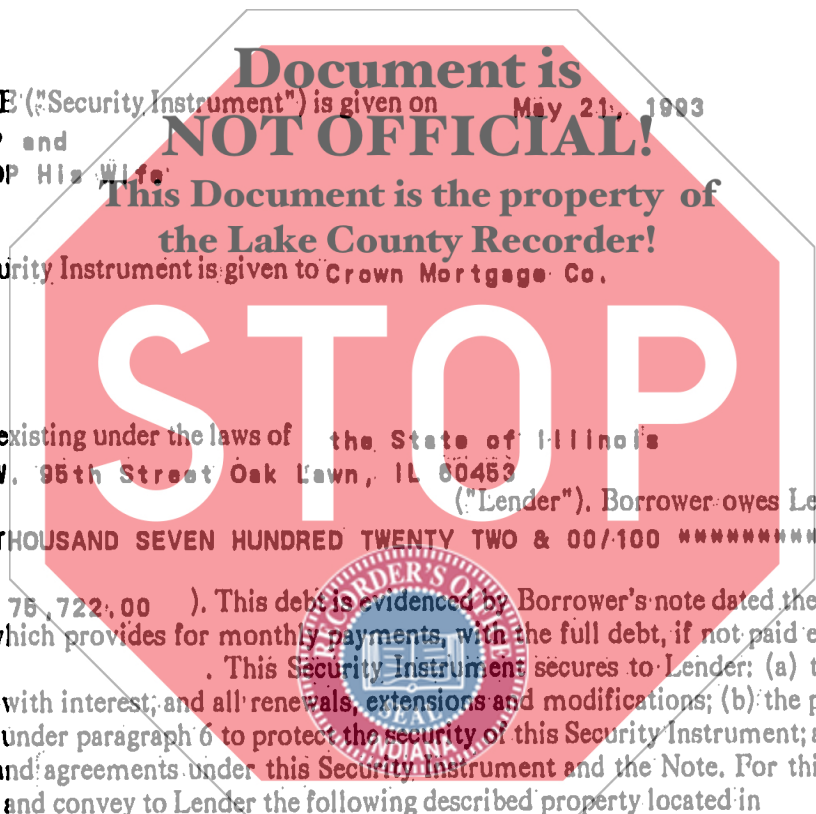 Document is
E ("Security Instrument") is given on May 21, 1993
and
NOT OFFICIAL!
OP His Wife
This Document is the property of
the Lake County Recorder!
urity Instrument is given to Crown Mortgage Co.
STOP
existing under the laws of the State of Illinois
W. 95th Street Oak Lawn, IL 60453
("Lender"). Borrower owes Le
THOUSAND SEVEN HUNDRED TWENTY TWO & 00/100 **********
75,722.00 ). This debt is evidenced by Borrower's note dated the
which provides for monthly payments, with the full debt, if not paid e
. This Security Instrument secures to Lender: (a) t
with interest, and all renewals, extensions and modifications; (b) the p
under paragraph 6 to protect the security of this Security Instrument; a
and agreements under this Security Instrument and the Note. For thi
and convey to Lender the following described property located in
RECORDER'S OFFICE
SEAL
INDIANA